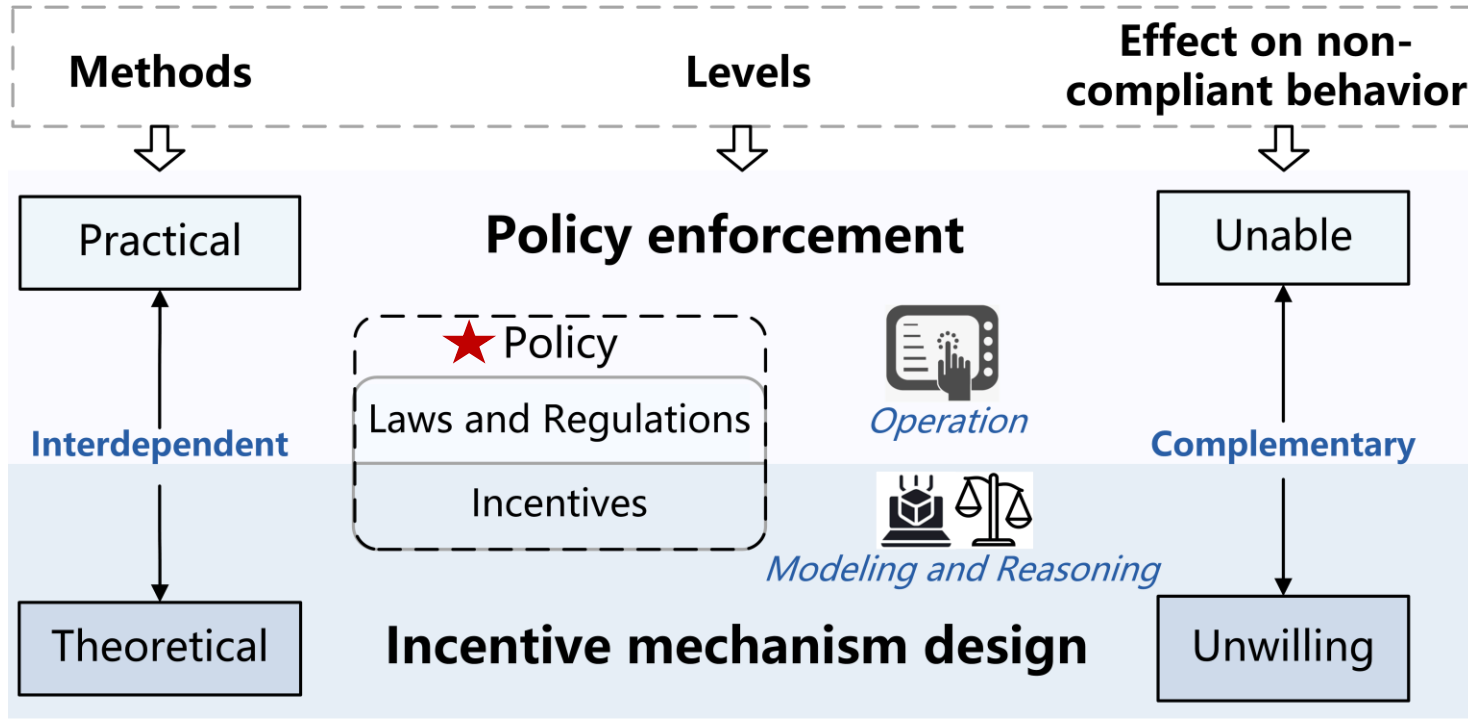 Methods
Levels
Effect on non-
compliant behavior
Practical
Policy enforcement
Unable
Policy
Laws and Regulations
Operation
Interdependent
Complementary
Incentives
Modeling and Reasoning
Theoretical
Incentive mechanism design
Unwilling